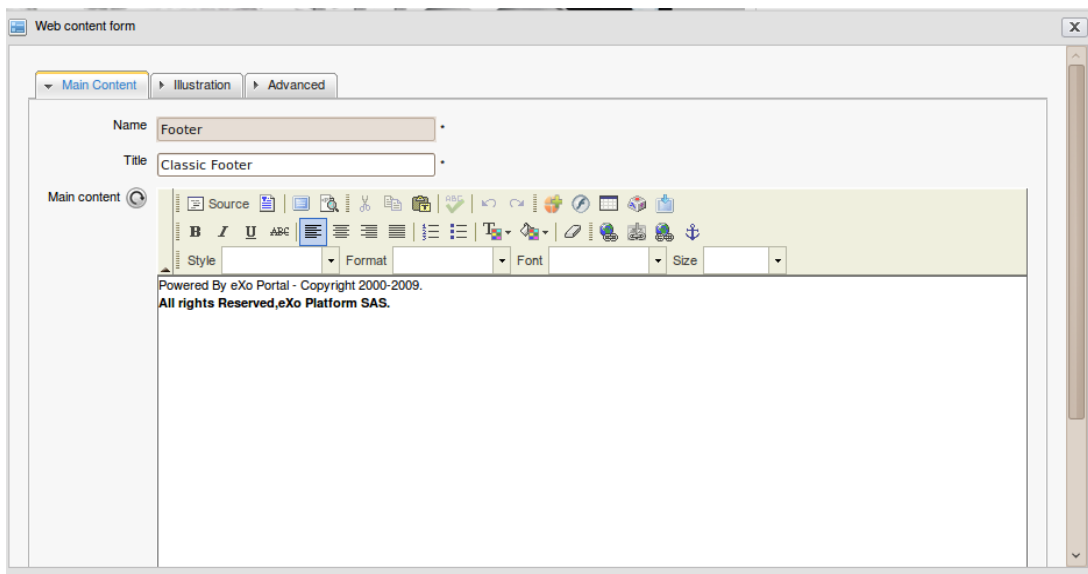 Web content form
X
Main Content Illustration Advanced
Name Footer *
Title Classic Footer *
Main content Source ABC
B I U ABC T
Style Format Font Size
Powered By eXo Portal - Copyright 2000-2009.
All rights Reserved,eXo Platform SAS.